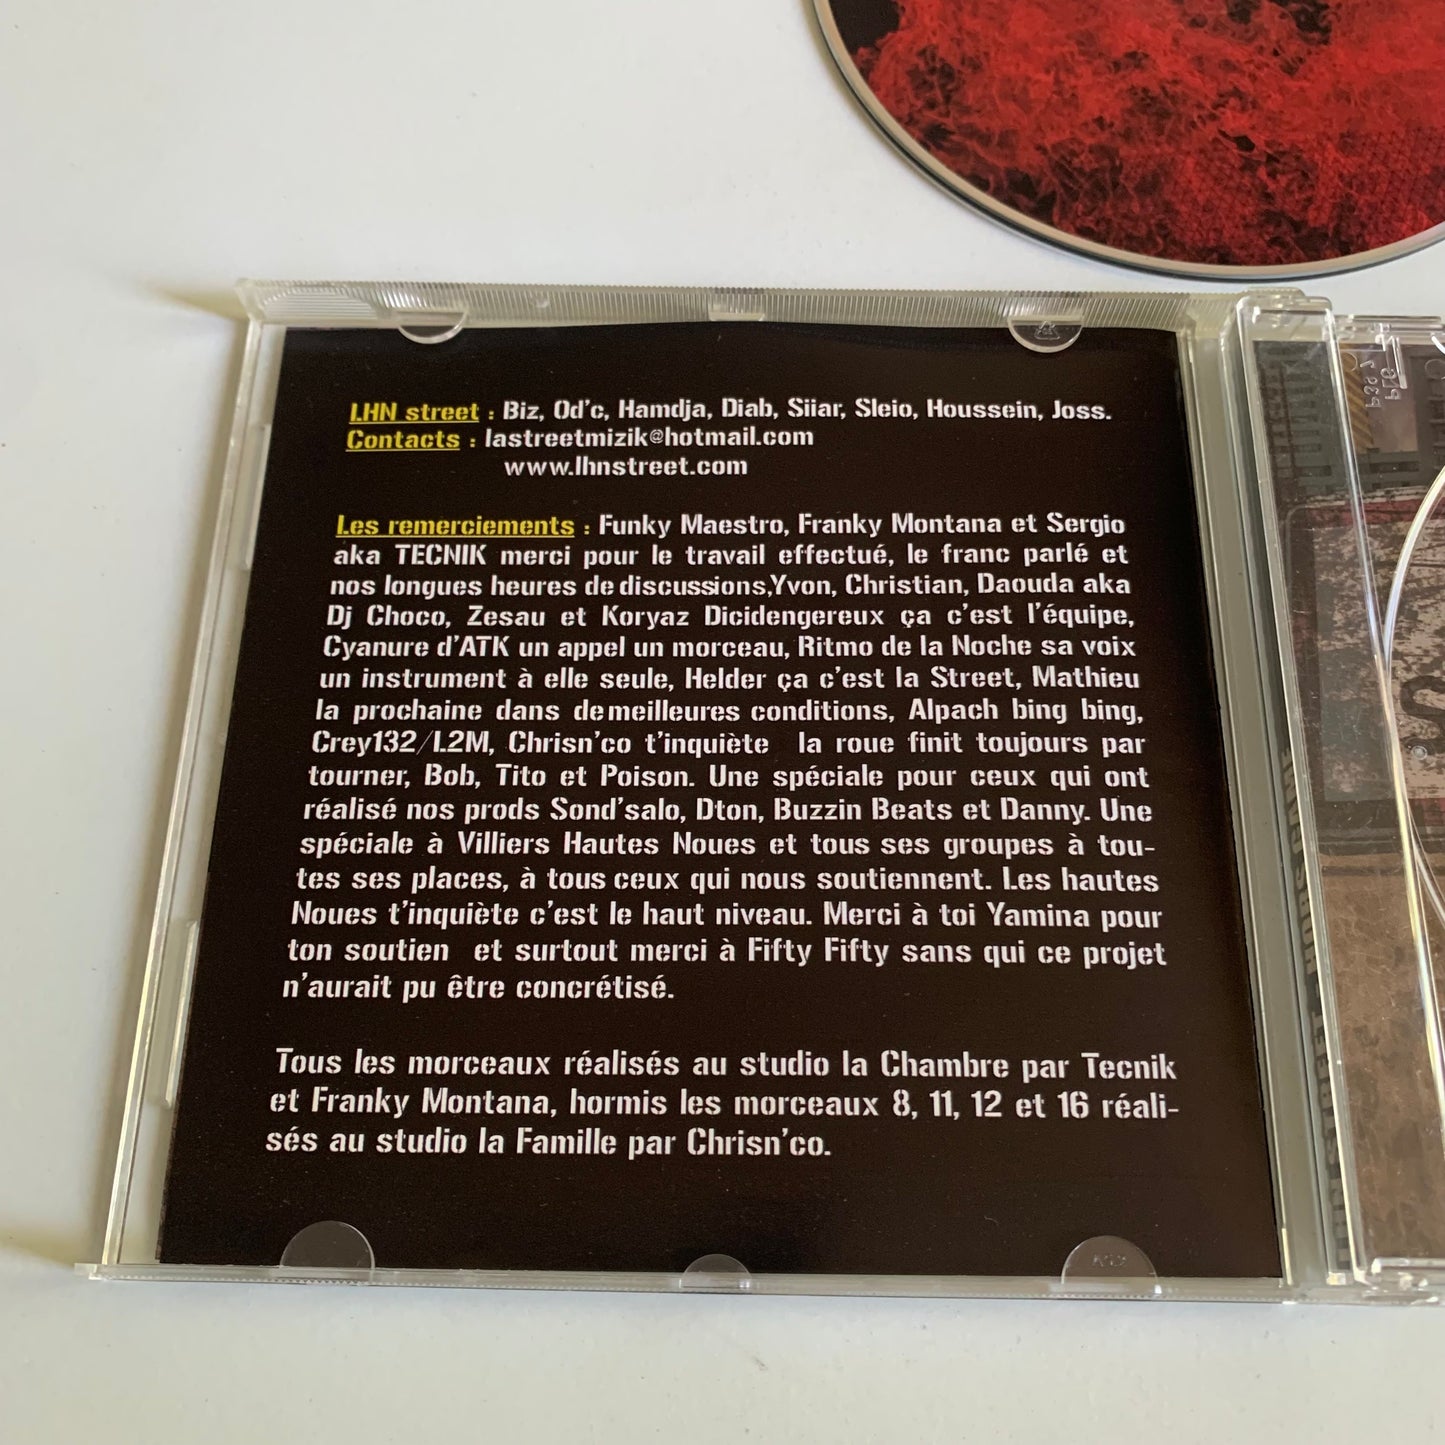 LHN street : Biz, Od'c, Hamdja, Diab, Siiar, Sleio, Houssein, Joss.
Contacts : lastreetmizik@hotmail.com
www.lhnstreet.com
Les remerciements : Funky Maestro, Franky Montana et Sergio
aka TECNIK merci pour le travail effectué, le franc parlé et
nos longues heures de discussions,Yvon, Christian, Daouda aka
Dj Choco, Zesau et Koryaz Dicidengereux ça c'est l'équipe,
Cyanure d'ATK un appel un morceau, Ritmo de la Noche sa voix
un instrument à elle seule, Helder ça c'est la Street, Mathieu
la prochaine dans de meilleures conditions, Alpach bing bing,
Crey132/L2M, Chrisn'co t'inquiète la roue finit toujours par
tourner, Bob, Tito et Poison. Une spéciale pour ceux qui ont
réalisé nos prods Sond'salo, Dton, Buzzin Beats et Danny. Une
spéciale à Villiers Hautes Noues et tous ses groupes à tou-
tes ses places, à tous ceux qui nous soutiennent. Les hautes
Noues t'inquiète c'est le haut niveau. Merci à toi Yamina pour
ton soutien et surtout merci à Fifty Fifty sans qui ce projet
n'aurait pu être concrétisé.
Tous les morceaux réalisés au studio la Chambre par Tecnik
et Franky Montana, hormis les morceaux 8, 11, 12 et 16 réali-
sés au studio la Famille par Chrisn'co.